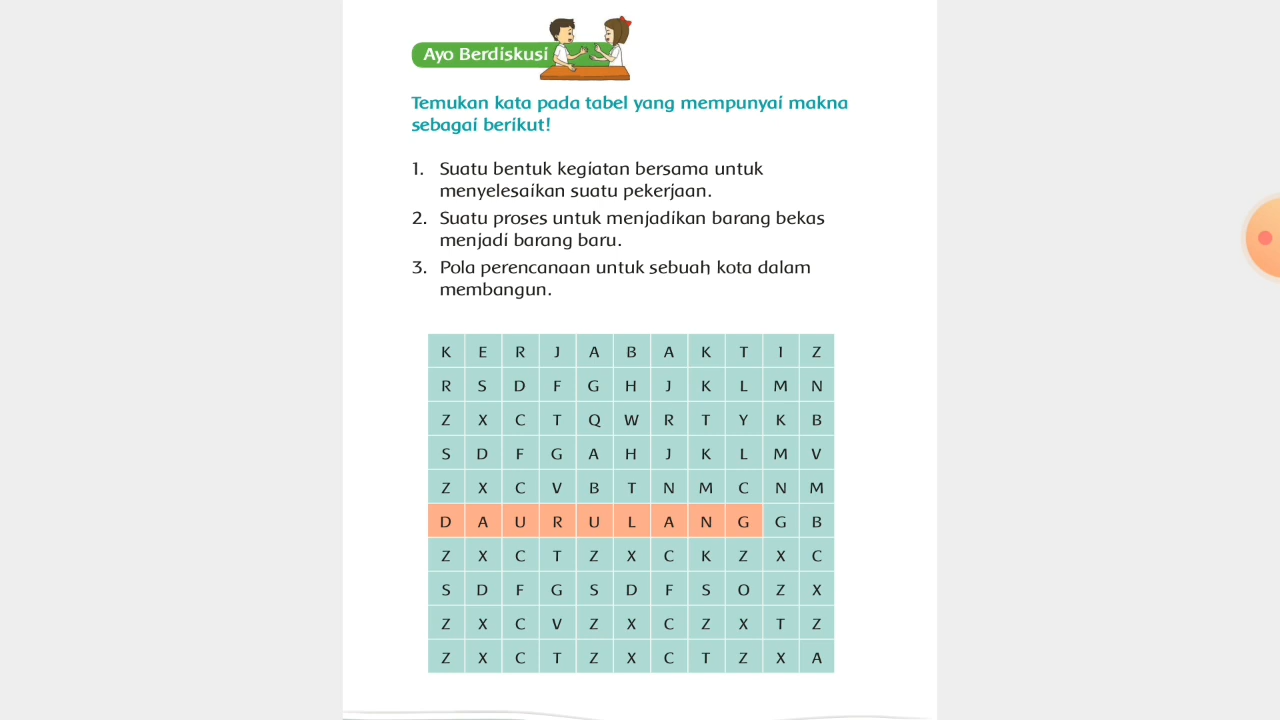 Ayo Berdiskusi
Temukan kata pada tabel yang mempunyai makna
sebagai berikut!
1. Suatu bentuk kegiatan bersama untuk
menyelesaikan suatu pekerjaan.
2. Suatu proses untuk menjadikan barang bekas
menjadi barang baru.
3. Pola perencanaan untuk sebuah kota dalam
membangun.
K E R J A B A K T I Z
R S D F G H J K L M N
Z X C T Q W R T Y K B
S D F G A H J K L M V
Z X C V B T N M C N M
D A U R U L A N G G B
Z X C T Z X C K Z X C
S D F G S D F S O Z X
Z X C V Z X C Z X T Z
Z X C T Z X C T Z X A